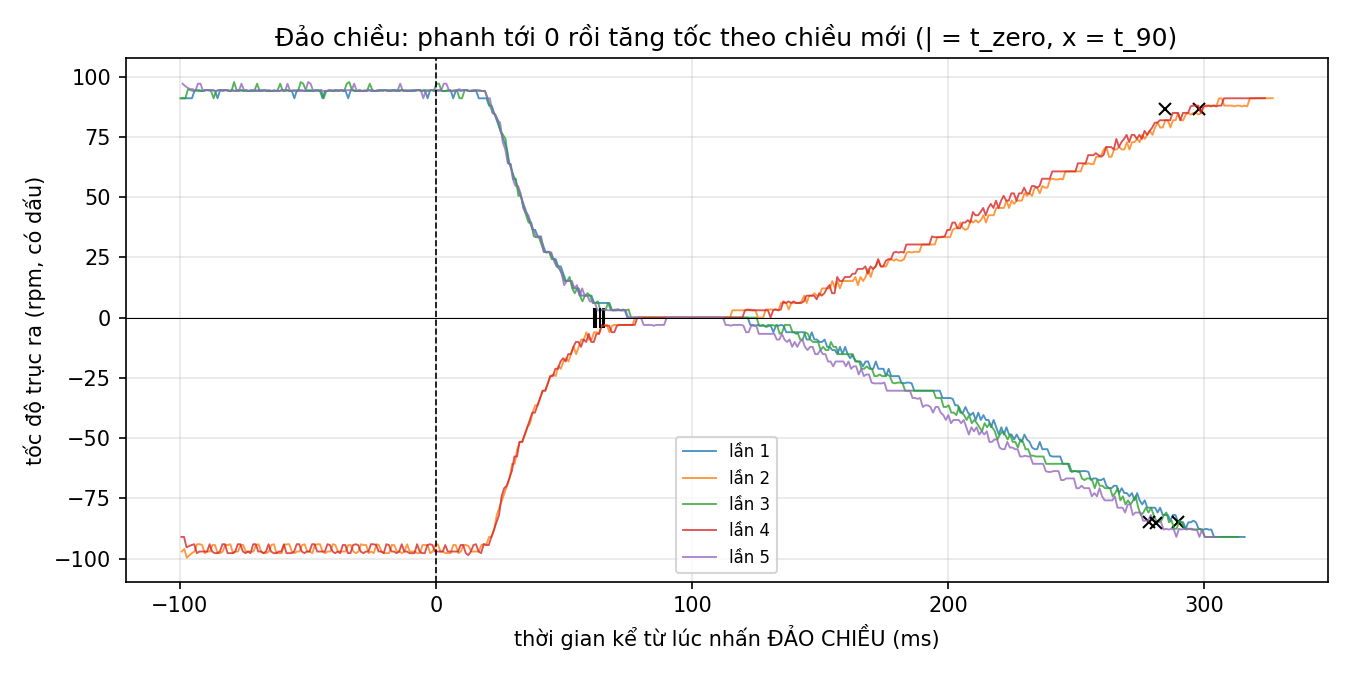 Đảo chiều: phanh tới 0 rồi tăng tốc theo chiều mới (| = t_zero, x = t_90)
tốc độ trục ra (rpm, có dấu)
100
75
50
25
0
−25
−50
−75
−100
lần 1
lần 2
lần 3
lần 4
lần 5
−100
0
100
200
300
thời gian kể từ lúc nhấn ĐẢO CHIỀU (ms)